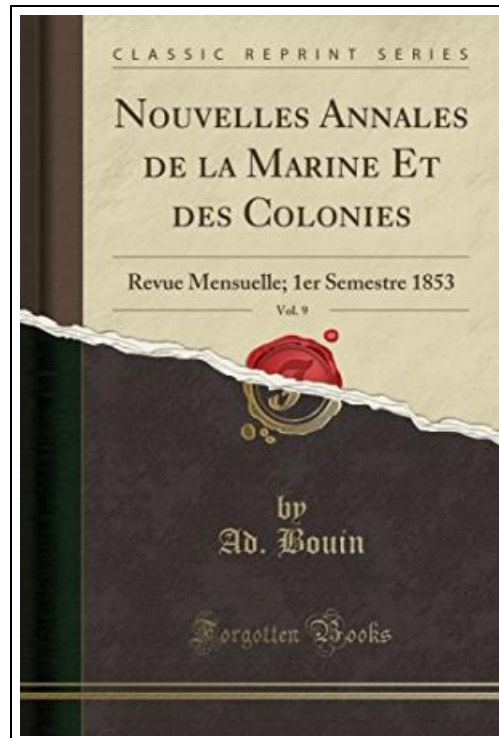 CLASSIC REPRINT SERIES
NOUVELLES ANNALES
DE LA MARINE ET
DES COLONIES
Revue Mensuelle; 1er Semestre 1853
Vol. 9
by
Ad. Bouin
Forgotten Books